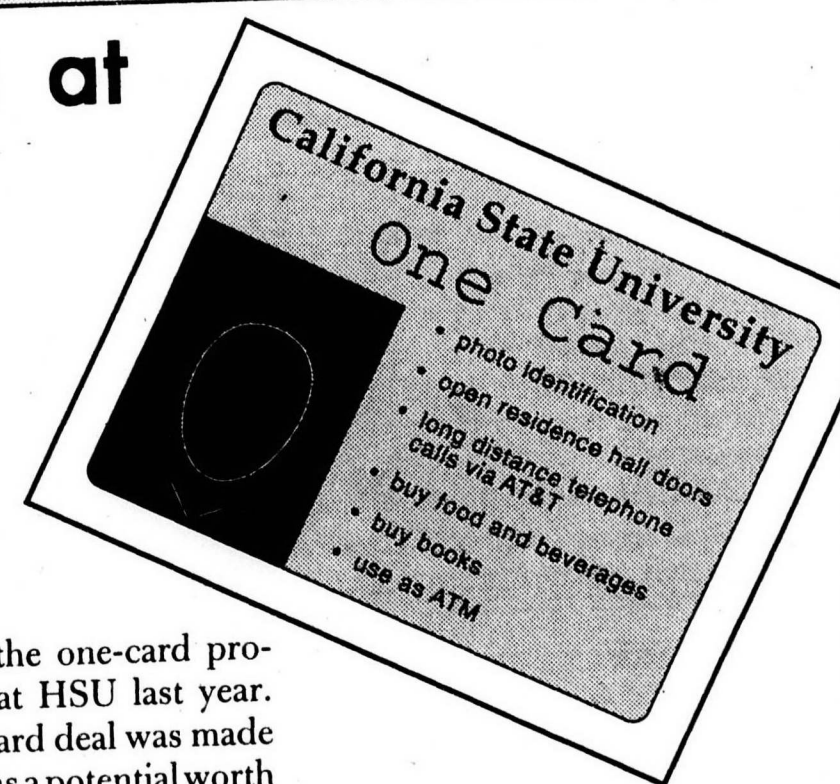 at
California State University
One Card
• photo identification
• open residence hall doors
• long distance telephone
calls via AT&T
• buy food and beverages
• buy books
• use as ATM
the one-card pro-
at HSU last year.
ard deal was made
as a potential worth